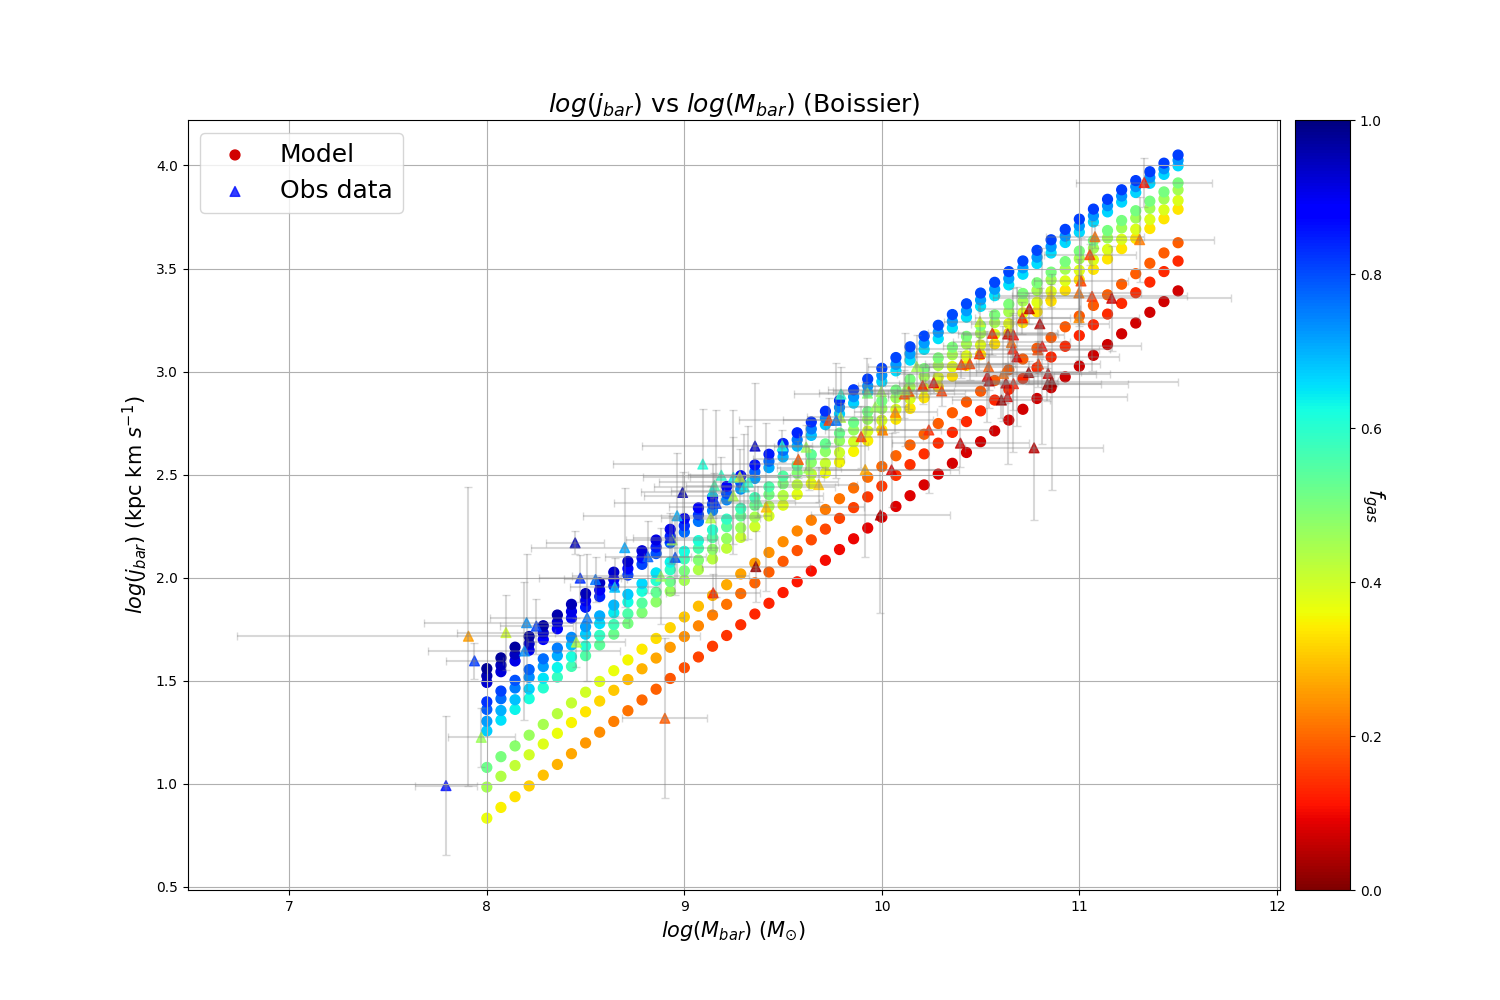 log(j_bar) vs log(M_bar) (Boissier)
Model
Obs data
4.0
3.5
3.0
2.5
2.0
1.5
1.0
0.5
log(j_bar) (kpc km s⁻¹)
7 8 9 10 11 12
log(M_bar) (M_⊙)
1.0
0.8
0.6
0.4
0.2
0.0
f_gas